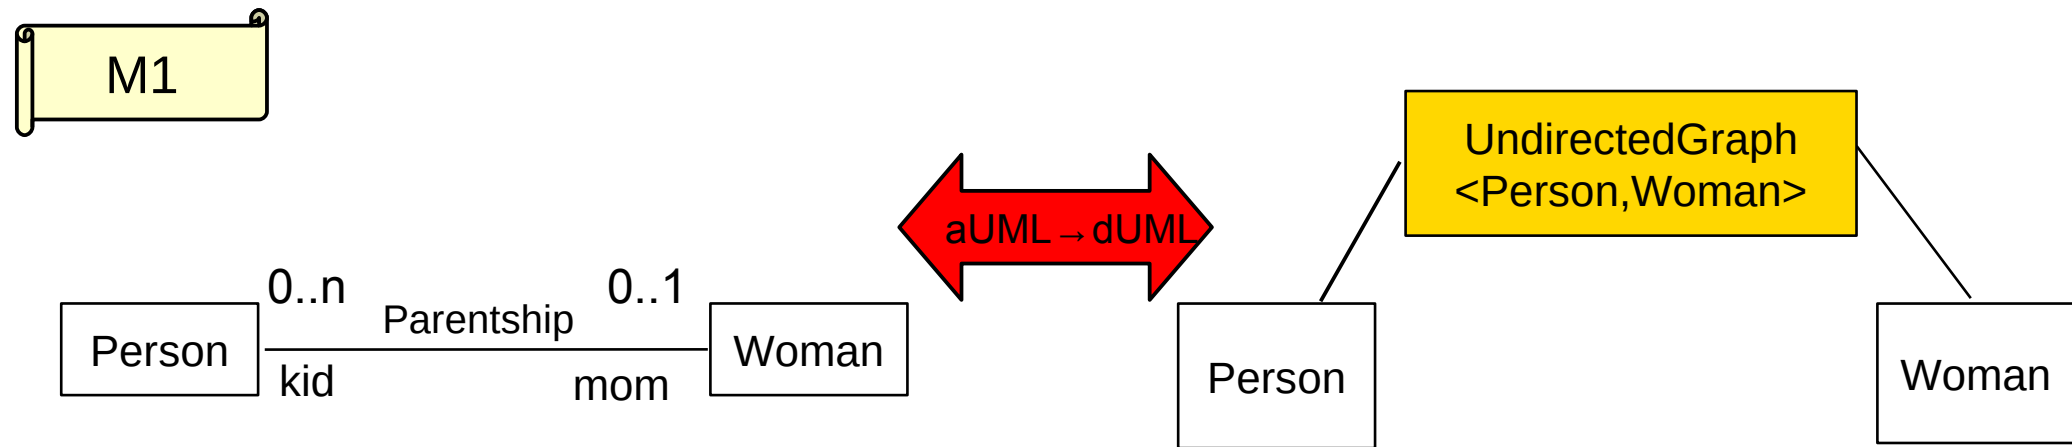 M1
0..n
0..1
Parentship
Person
Woman
kid
mom
aUML→dUML
UndirectedGraph
<Person,Woman>
Person
Woman